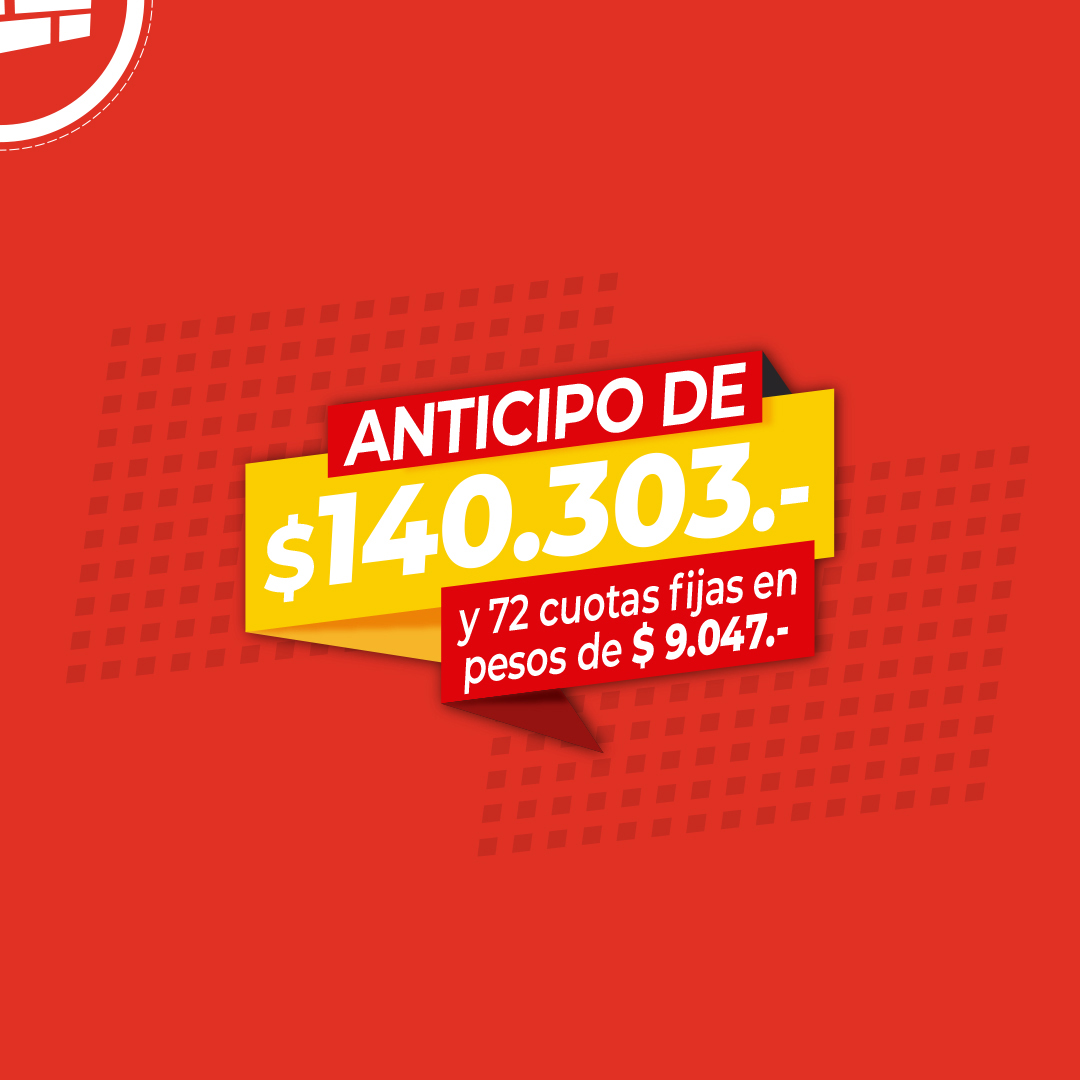 ANTICIPO DE
$140.303.-
y 72 cuotas fijas en
pesos de $ 9.047.-